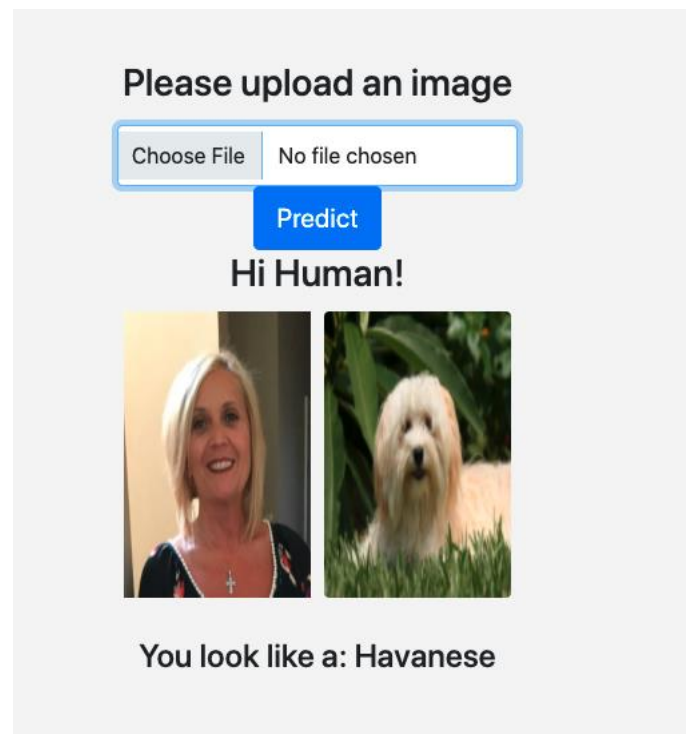 Please upload an image
Choose File No file chosen
Predict
Hi Human!
You look like a: Havanese